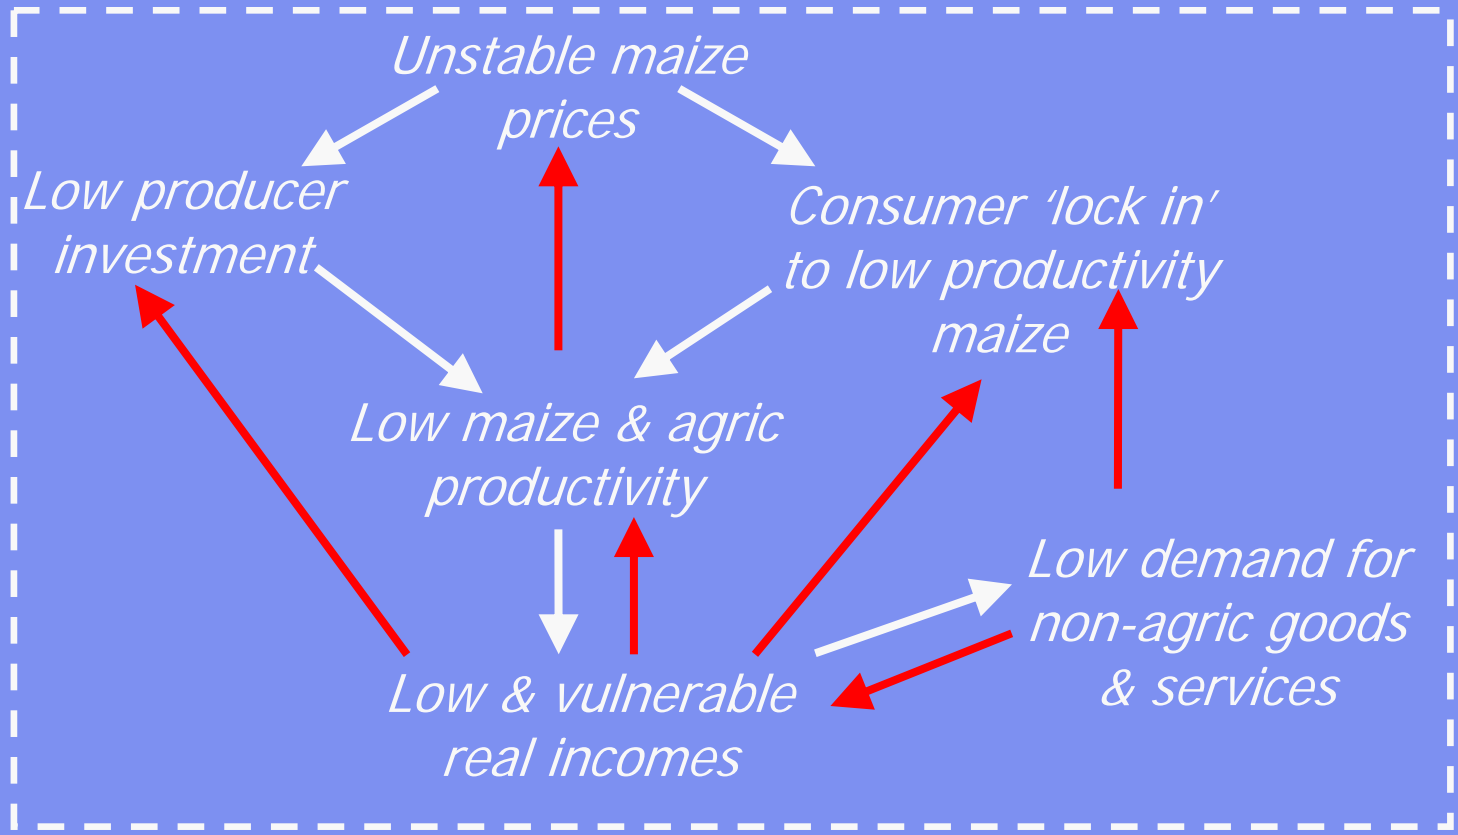 Unstable maize
prices
Low producer
investment
Consumer ‘lock in’
to low productivity
maize
Low maize & agric
productivity
Low demand for
non-agric goods
& services
Low & vulnerable
real incomes